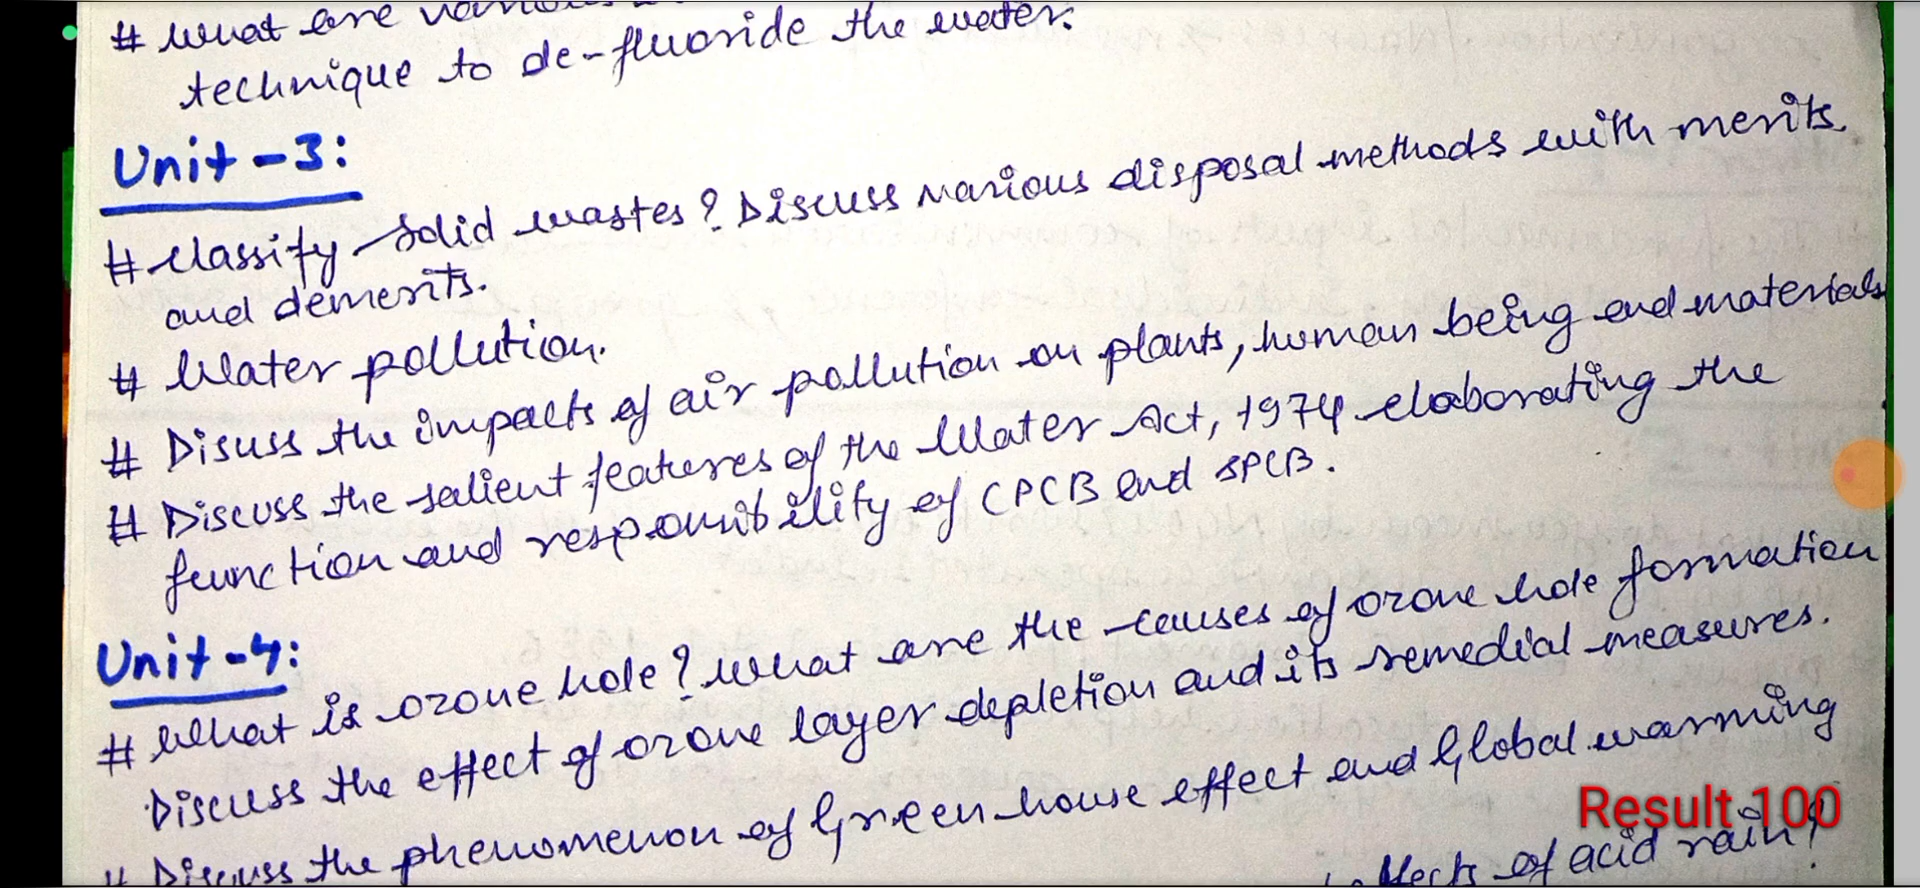 # What are
technique to de-fluoride the water.
Unit-3:
# Classify solid wastes? Discuss various disposal methods with merits
and demerits.
# Water pollution.
# Disuss the impacts of air pollution on plants, human being and materials
# Discuss the salient features of the Water Act, 1974 elaborating the
function and responsibility of CPCB and SPCB.
Unit-4:
# What is ozone hole? What are the causes of ozone hole formation
Discuss the effect of ozone layer depletion and its remedial measures.
# Discuss the phenomenon of Green house effect and Global warming
of acid rain?
Result 100